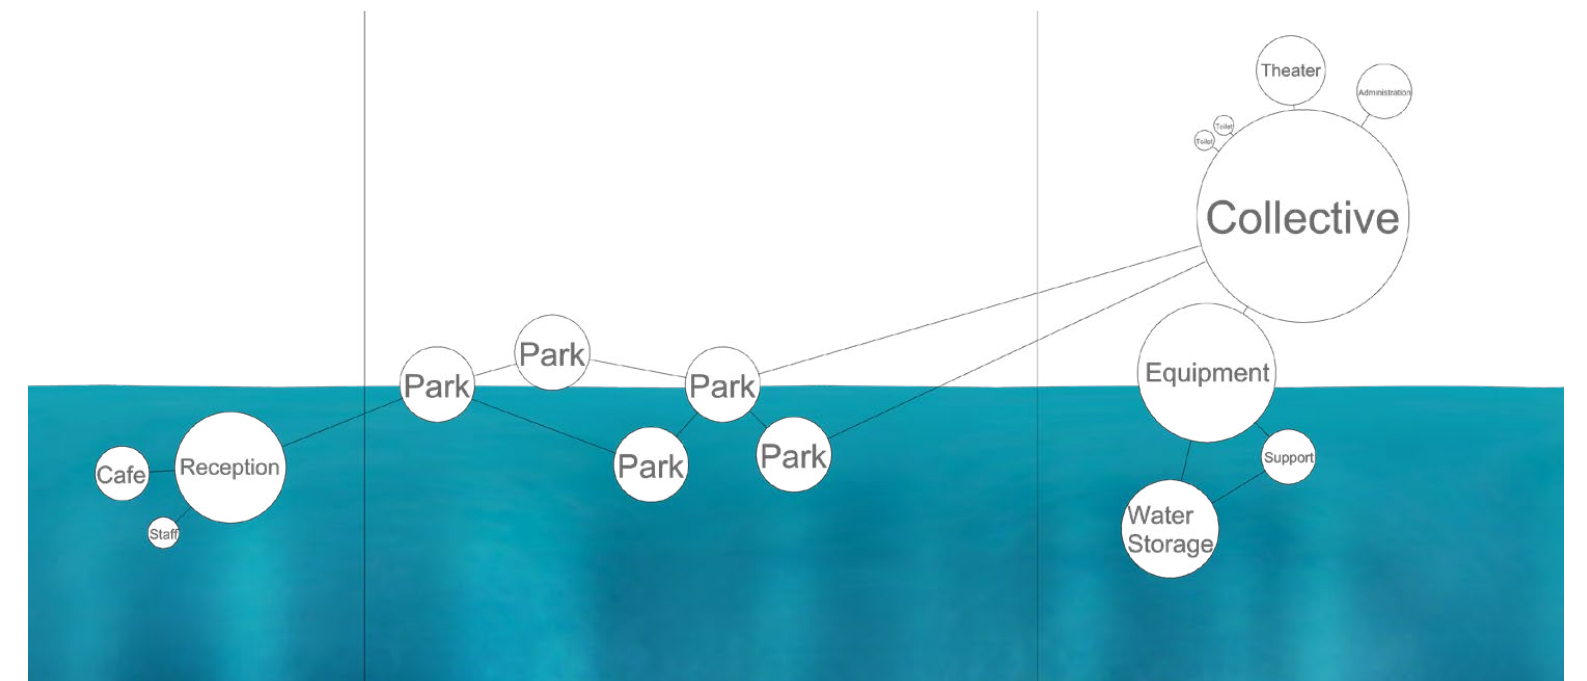 Theater
Administration
Toilet
Toilet
Collective
Park
Park
Park
Equipment
Park
Park
Support
Cafe
Reception
Staff
Water
Storage